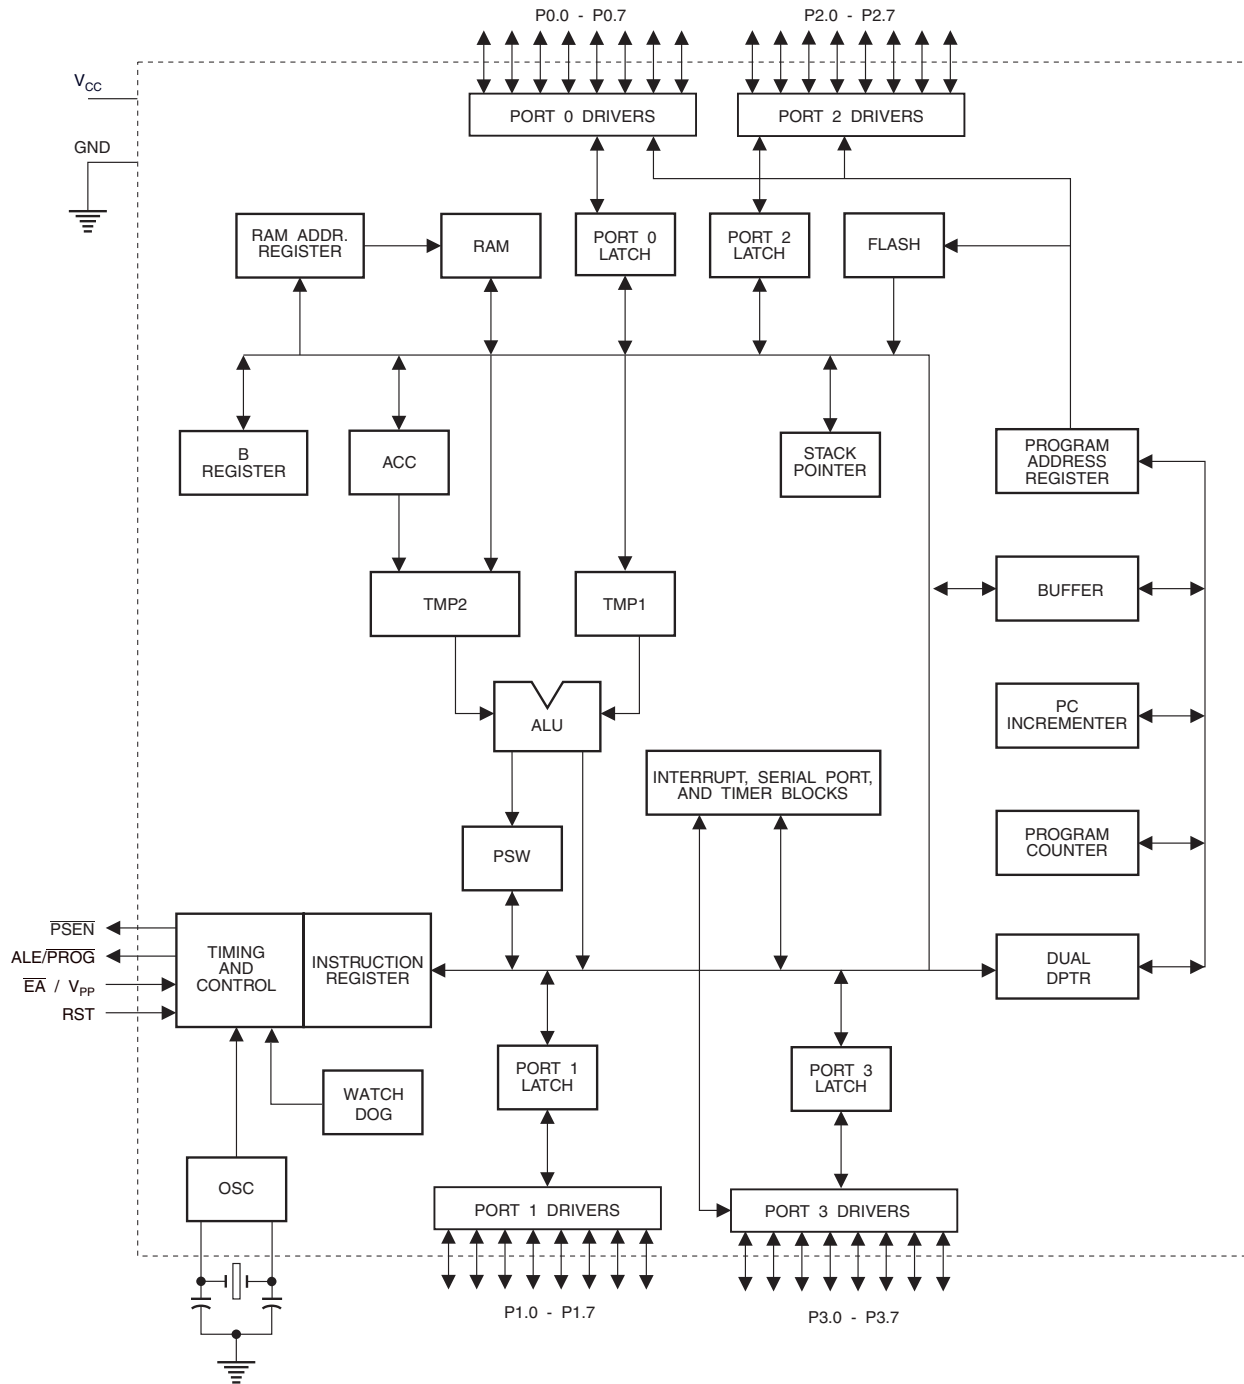 P0.0 - P0.7
P2.0 - P2.7
VCC
PORT 0 DRIVERS
PORT 2 DRIVERS
GND
RAM ADDR.
REGISTER
RAM
PORT 0
LATCH
PORT 2
LATCH
FLASH
B
REGISTER
ACC
STACK
POINTER
PROGRAM
ADDRESS
REGISTER
TMP2
TMP1
BUFFER
ALU
PC
INCREMENTER
INTERRUPT, SERIAL PORT,
AND TIMER BLOCKS
PSW
PROGRAM
COUNTER
PSEN
ALE/PROG
EA / VPP
RST
TIMING
AND
CONTROL
INSTRUCTION
REGISTER
DUAL
DPTR
PORT 1
LATCH
PORT 3
LATCH
WATCH
DOG
OSC
PORT 1 DRIVERS
PORT 3 DRIVERS
P1.0 - P1.7
P3.0 - P3.7